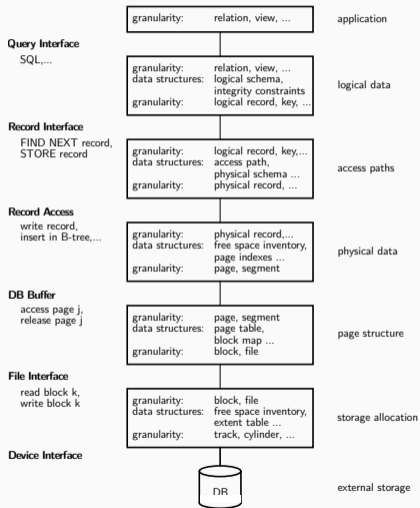 granularity: relation, view, ... application
Query Interface
SQL,...
granularity: relation, view, ...
data structures: logical schema,
integrity constraints logical data
granularity: logical record, key, ...
Record Interface
FIND NEXT record,
STORE record
granularity: logical record, key,...
data structures: access path,
physical schema ... access paths
granularity: physical record, ...
Record Access
write record,
insert in B-tree,...
granularity: physical record,...
data structures: free space inventory,
page indexes ... physical data
granularity: page, segment
DB Buffer
access page j,
release page j
granularity: page, segment
data structures: page table,
block map ... page structure
granularity: block, file
File Interface
read block k,
write block k
granularity: block, file
data structures: free space inventory,
extent table ... storage allocation
granularity: track, cylinder, ...
Device Interface
DB external storage